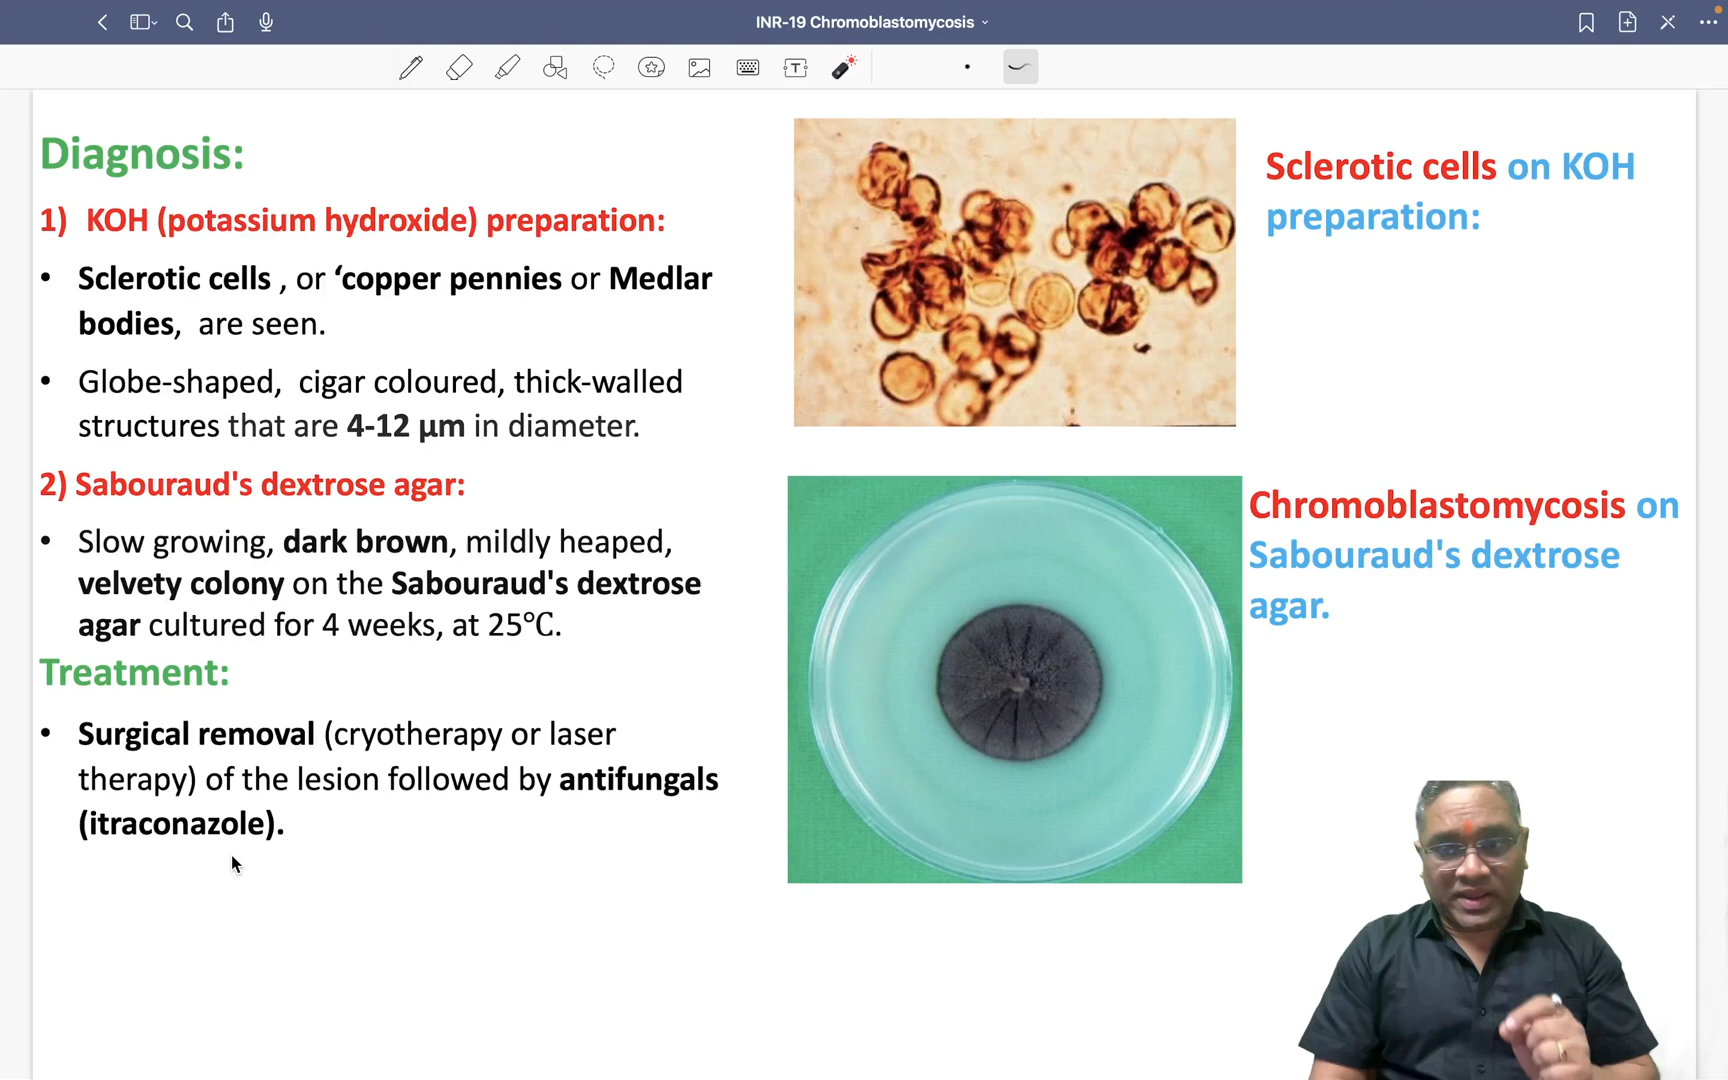 INR-19 Chromoblastomycosis
Diagnosis:
1) KOH (potassium hydroxide) preparation:
• Sclerotic cells , or ‘copper pennies or Medlar
bodies, are seen.
• Globe-shaped, cigar coloured, thick-walled
structures that are 4-12 μm in diameter.
2) Sabouraud's dextrose agar:
• Slow growing, dark brown, mildly heaped,
velvety colony on the Sabouraud's dextrose
agar cultured for 4 weeks, at 25℃.
Treatment:
• Surgical removal (cryotherapy or laser
therapy) of the lesion followed by antifungals
(itraconazole).
Sclerotic cells on KOH
preparation:
Chromoblastomycosis on
Sabouraud's dextrose
agar.